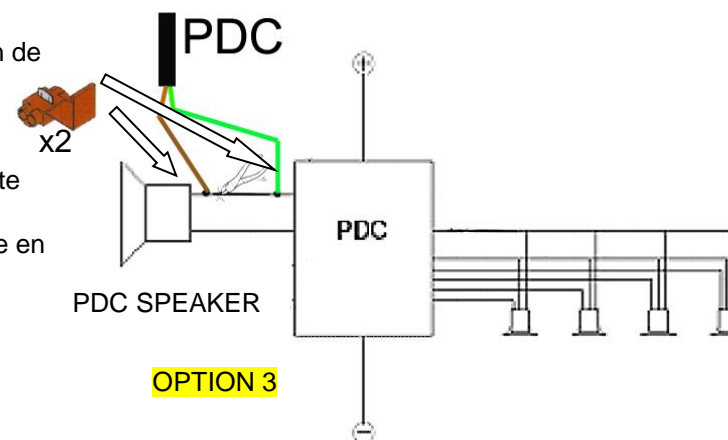 PDC
n de
x2
te
e en
PDC
PDC SPEAKER
OPTION 3